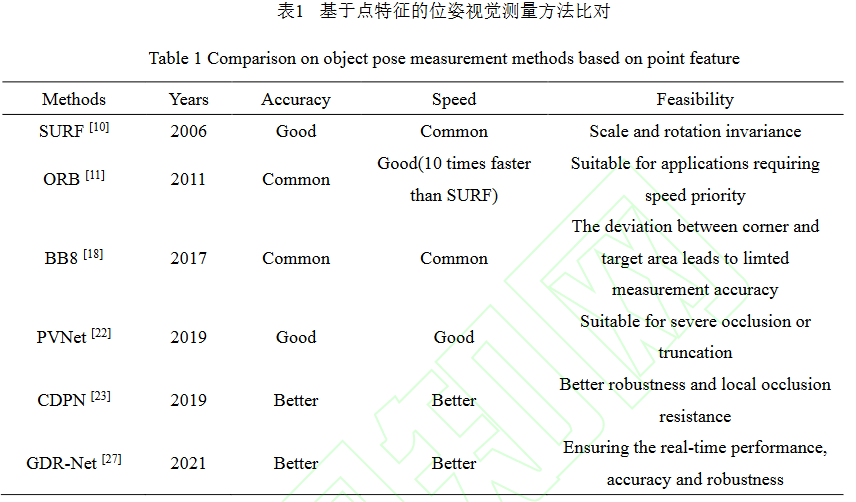 表1 基于点特征的位姿视觉测量方法比对
Table 1 Comparison on object pose measurement methods based on point feature
Methods Years Accuracy Speed Feasibility
SURF [10] 2006 Good Common Scale and rotation invariance
ORB [11] 2011 Common Good(10 times faster than SURF) Suitable for applications requiring speed priority
BB8 [18] 2017 Common Common The deviation between corner and target area leads to limted measurement accuracy
PVNet [22] 2019 Good Good Suitable for severe occlusion or truncation
CDPN [23] 2019 Better Better Better robustness and local occlusion resistance
GDR-Net [27] 2021 Better Better Ensuring the real-time performance, accuracy and robustness